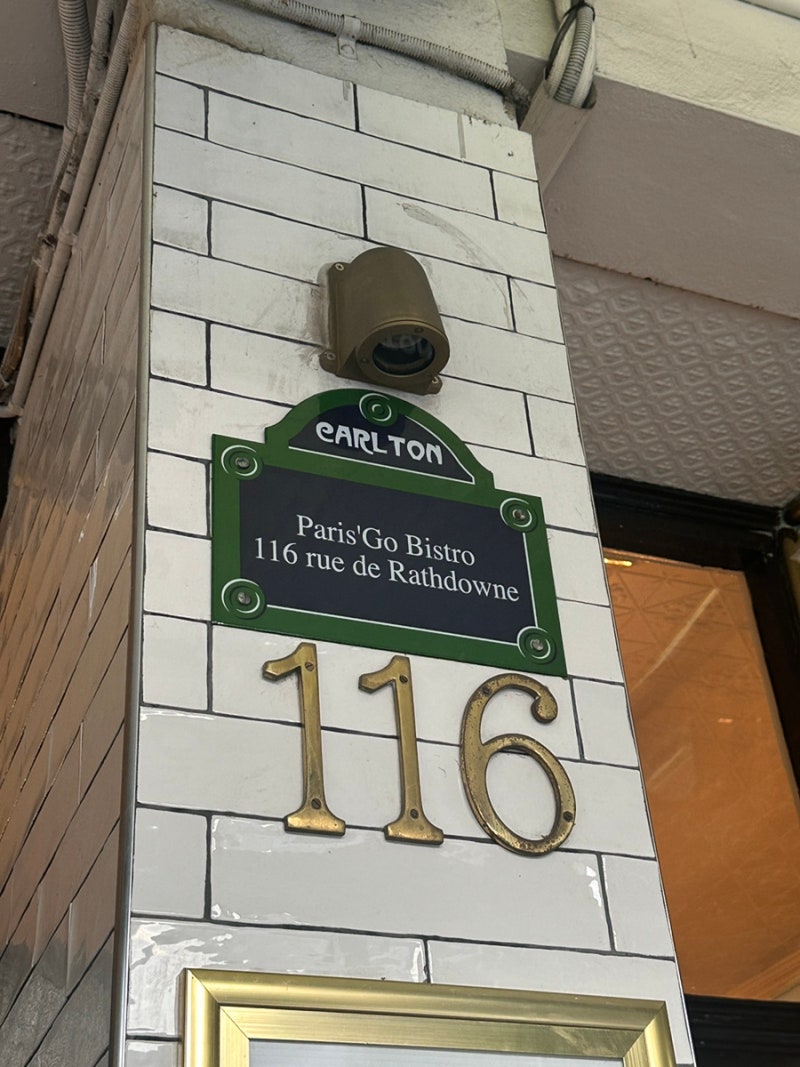 CARLTON
Paris'Go Bistro
116 rue de Rathdowne
116